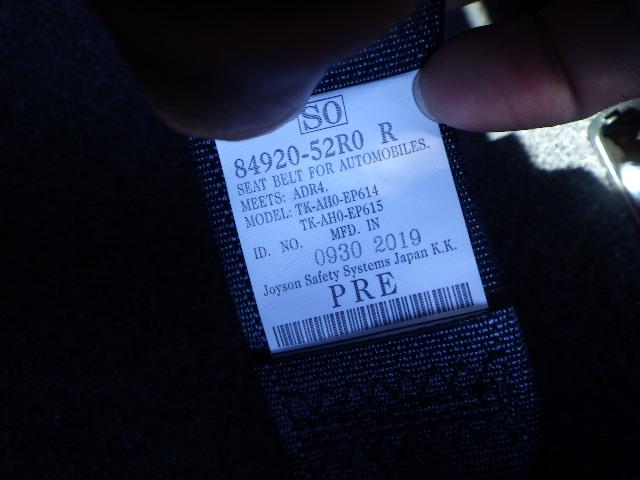 SO
84920-52R0 R
SEAT BELT FOR AUTOMOBILES.
MEETS: ADR4.
MODEL: TK-AH0-EP614
TK-AH0-EP615
ID. NO. MFD. IN
0930 2019
Joyson Safety Systems Japan K.K.
PRE